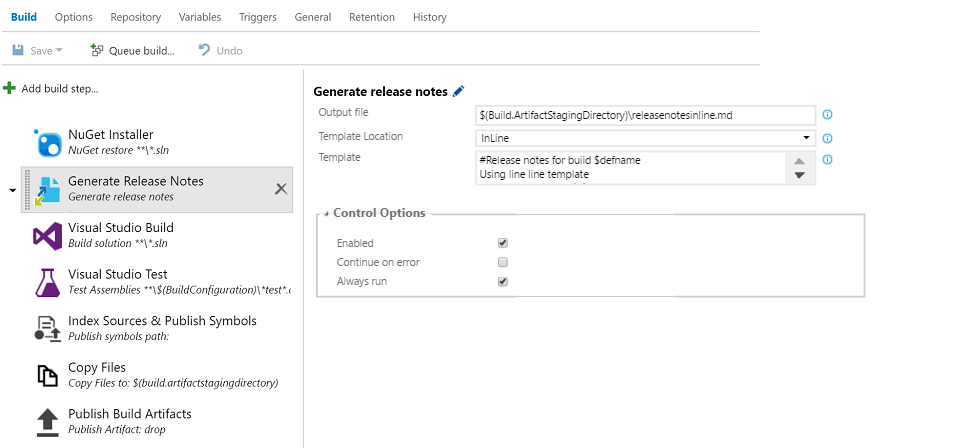 Build Options Repository Variables Triggers General Retention History
Save Queue build... Undo
Add build step...
NuGet Installer
NuGet restore **\*.sln
Generate Release Notes
Generate release notes
Visual Studio Build
Build solution **\*.sln
Visual Studio Test
Test Assemblies **\$(BuildConfiguration)\*test*.
Index Sources & Publish Symbols
Publish symbols path:
Copy Files
Copy Files to: $(build.artifactstagingdirectory)
Publish Build Artifacts
Publish Artifact: drop
Generate release notes
Output file $(Build.ArtifactStagingDirectory)\releasenotesinline.md
Template Location InLine
Template #Release notes for build $defname
Using line line template
Control Options
Enabled
Continue on error
Always run